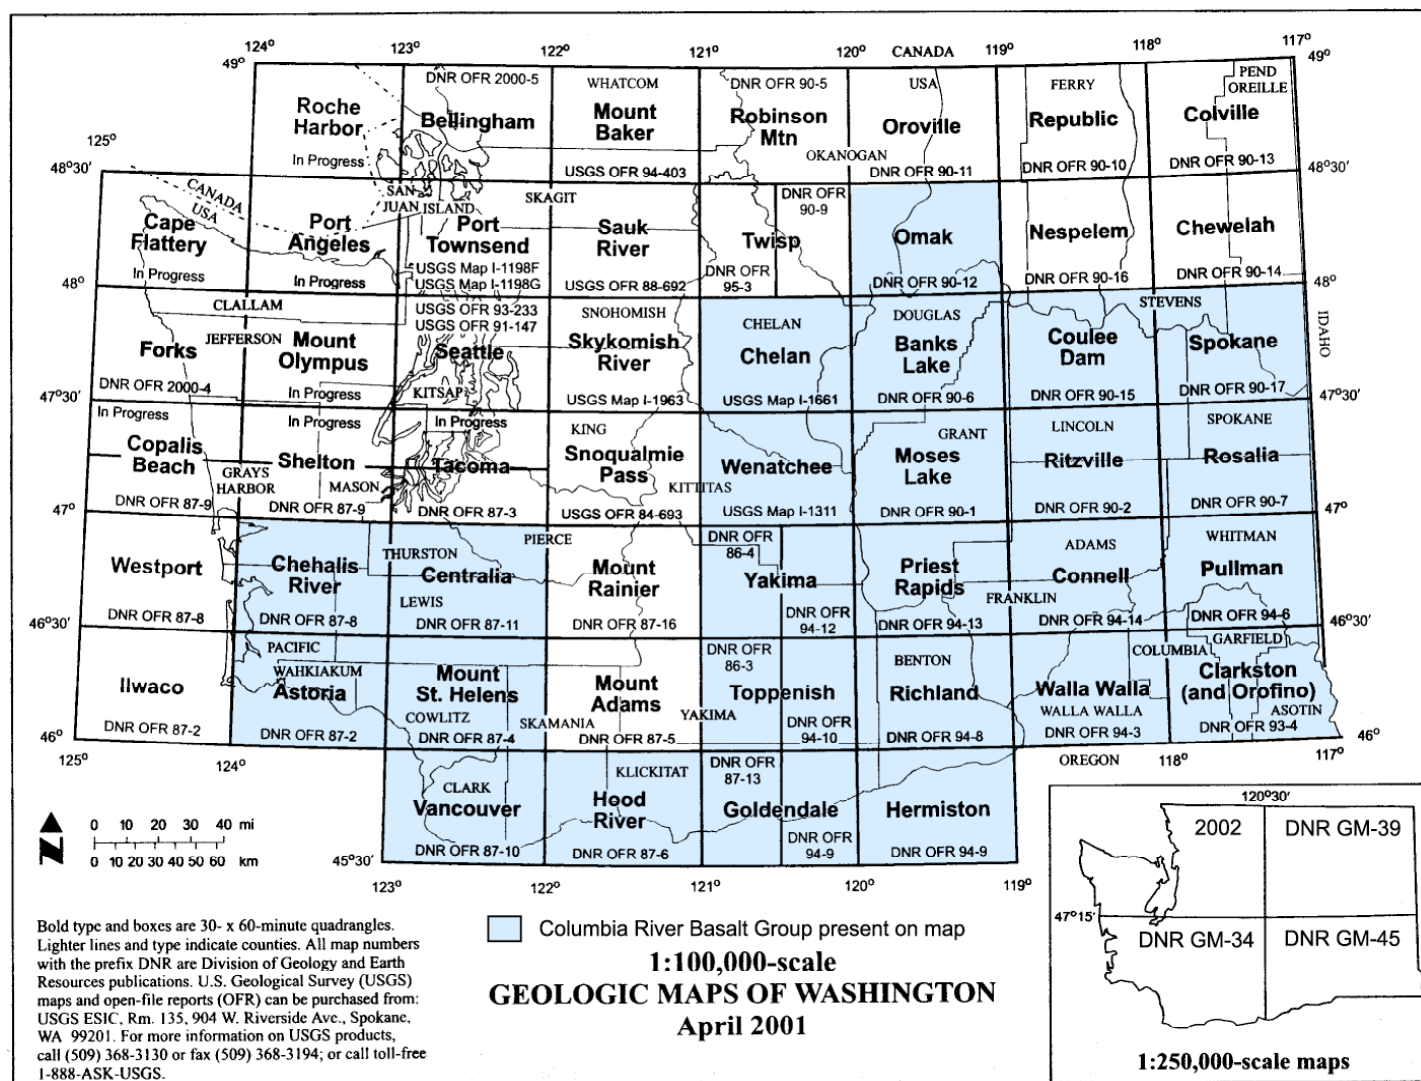 124° 123° 122° 121° 120° CANADA 119° 118° 117°
49° 49°
DNR OFR 2000-5 WHATCOM DNR OFR 90-5 USA FERRY PEND
OREILLE
Roche
Harbor
In Progress
Bellingham
Mount
Baker
USGS OFR 94-403
Robinson
Mtn
OKANOGAN
Oroville
DNR OFR 90-11
Republic
DNR OFR 90-10
Colville
DNR OFR 90-13
125°
48°30' 48°30'
CANADA
USA
SAN
JUAN ISLAND
SKAGIT
DNR OFR
90-9
Cape
Flattery
In Progress
Port
Angeles
In Progress
Port
Townsend
USGS Map I-1198F
USGS Map I-1198G
Sauk
River
USGS OFR 88-692
Twisp
DNR OFR
95-3
Omak
DNR OFR 90-12
Nespelem
DNR OFR 90-16
Chewelah
DNR OFR 90-14
48° 48°
CLALLAM
JEFFERSON
USGS OFR 93-233
USGS OFR 91-147
SNOHOMISH
CHELAN
DOUGLAS
STEVENS
IDAHO
Forks
DNR OFR 2000-4
Mount
Olympus
In Progress
Seattle
KITSAP
Skykomish
River
USGS Map I-1963
Chelan
USGS Map I-1661
Banks
Lake
DNR OFR 90-6
Coulee
Dam
DNR OFR 90-15
Spokane
DNR OFR 90-17
47°30' 47°30'
In Progress
Copalis
Beach
DNR OFR 87-9
GRAYS
HARBOR
In Progress
Shelton
MASON
DNR OFR 87-9
In Progress
Tacoma
DNR OFR 87-3
KING
Snoqualmie
Pass
KITTITAS
USGS OFR 84-693
Wenatchee
USGS Map I-1311
GRANT
Moses
Lake
DNR OFR 90-1
LINCOLN
Ritzville
DNR OFR 90-2
SPOKANE
Rosalia
DNR OFR 90-7
47° 47°
Westport
DNR OFR 87-8
Chehalis
River
DNR OFR 87-8
THURSTON
Centralia
LEWIS
DNR OFR 87-11
PIERCE
Mount
Rainier
DNR OFR 87-16
DNR OFR
86-4
Yakima
DNR OFR
94-12
Priest
Rapids
DNR OFR 94-13
ADAMS
Connell
FRANKLIN
DNR OFR 94-14
WHITMAN
Pullman
DNR OFR 94-6
46°30' 46°30'
Ilwaco
DNR OFR 87-2
PACIFIC
WAHKIAKUM
Astoria
DNR OFR 87-2
Mount
St. Helens
COWLITZ
DNR OFR 87-4
SKAMANIA
Mount
Adams
DNR OFR 87-5
YAKIMA
DNR OFR
86-3
Toppenish
DNR OFR
94-10
BENTON
Richland
DNR OFR 94-8
COLUMBIA
Walla Walla
WALLA WALLA
DNR OFR 94-3
GARFIELD
Clarkston
(and Orofino)
ASOTIN
DNR OFR 93-4
46° 46°
125° 124° OREGON 118° 117°
CLARK
Vancouver
DNR OFR 87-10
KLICKITAT
Hood
River
DNR OFR 87-6
DNR OFR
87-13
Goldendale
DNR OFR
94-9
Hermiston
DNR OFR 94-9
45°30'
123° 122° 121° 120° 119°
N
0 10 20 30 40 mi
0 10 20 30 40 50 60 km
Bold type and boxes are 30- x 60-minute quadrangles.
Lighter lines and type indicate counties. All map numbers
with the prefix DNR are Division of Geology and Earth
Resources publications. U.S. Geological Survey (USGS)
maps and open-file reports (OFR) can be purchased from:
USGS ESIC, Rm. 135, 904 W. Riverside Ave., Spokane,
WA 99201. For more information on USGS products,
call (509) 368-3130 or fax (509) 368-3194; or call toll-free
1-888-ASK-USGS.
Columbia River Basalt Group present on map
1:100,000-scale
GEOLOGIC MAPS OF WASHINGTON
April 2001
120°30'
2002 DNR GM-39
47°15'
DNR GM-34 DNR GM-45
1:250,000-scale maps